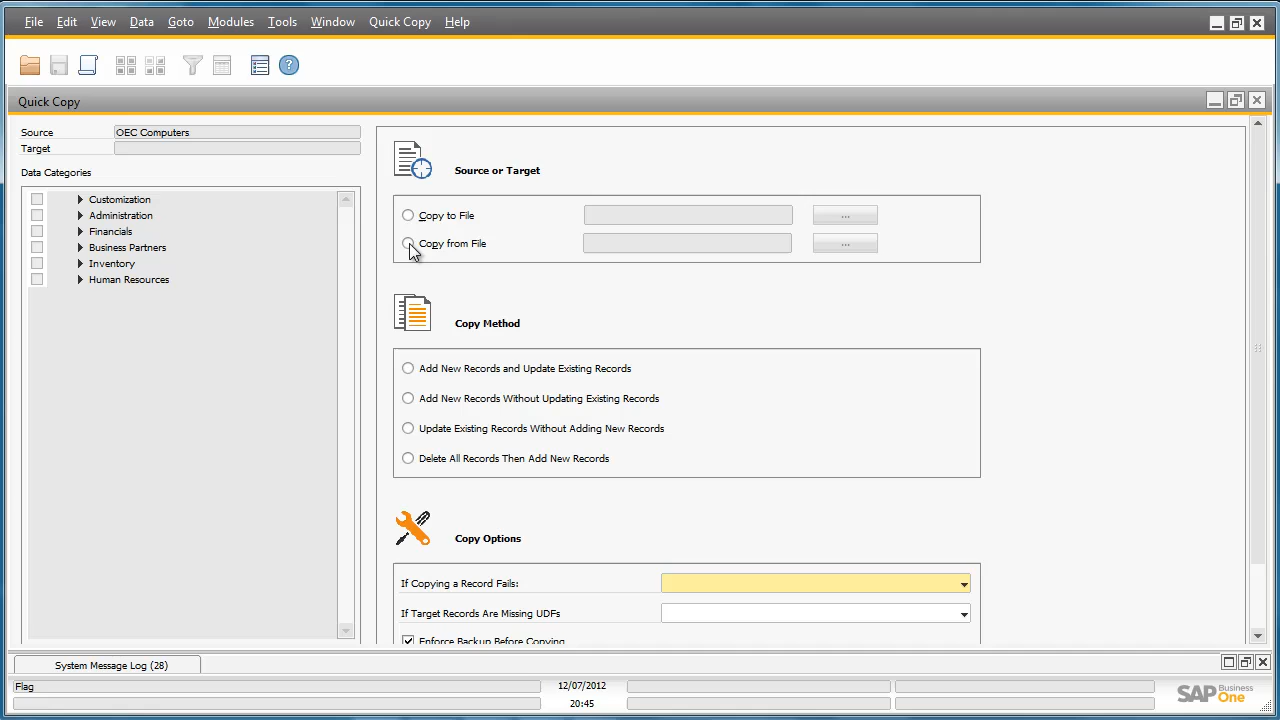 File Edit View Data Goto Modules Tools Window Quick Copy Help
Quick Copy
Source OEC Computers
Target
Data Categories
Customization
Administration
Financials
Business Partners
Inventory
Human Resources
Source or Target
Copy to File ...
Copy from File ...
Copy Method
Add New Records and Update Existing Records
Add New Records Without Updating Existing Records
Update Existing Records Without Adding New Records
Delete All Records Then Add New Records
Copy Options
If Copying a Record Fails:
If Target Records Are Missing UDFs
Enforce Backup Before Copying
System Message Log (28)
Flag 12/07/2012
20:45
SAP Business One